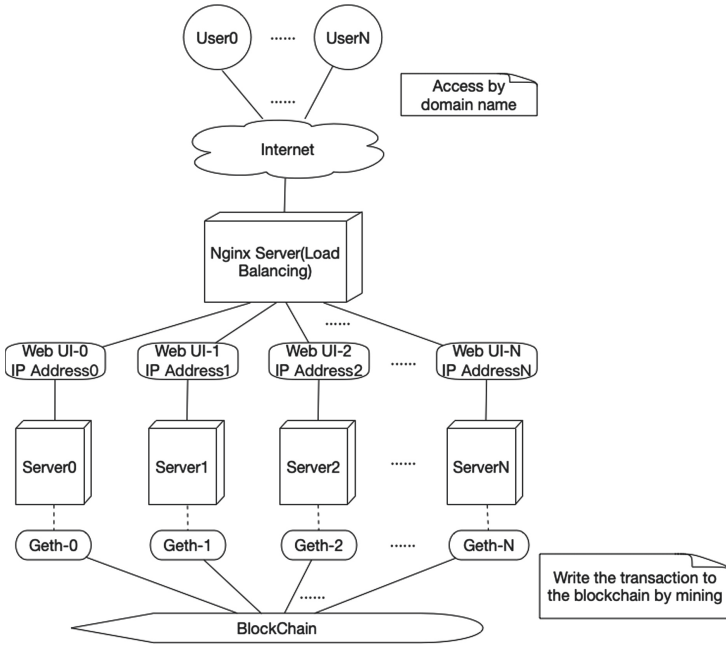 User0 ...... UserN
......
Access by
domain name
Internet
Nginx Server(Load
Balancing)
......
Web UI-0
IP Address0
Web UI-1
IP Address1
Web UI-2
IP Address2
......
Web UI-N
IP AddressN
Server0
Server1
Server2
......
ServerN
Geth-0
Geth-1
Geth-2
......
Geth-N
......
Write the transaction to
the blockchain by mining
BlockChain